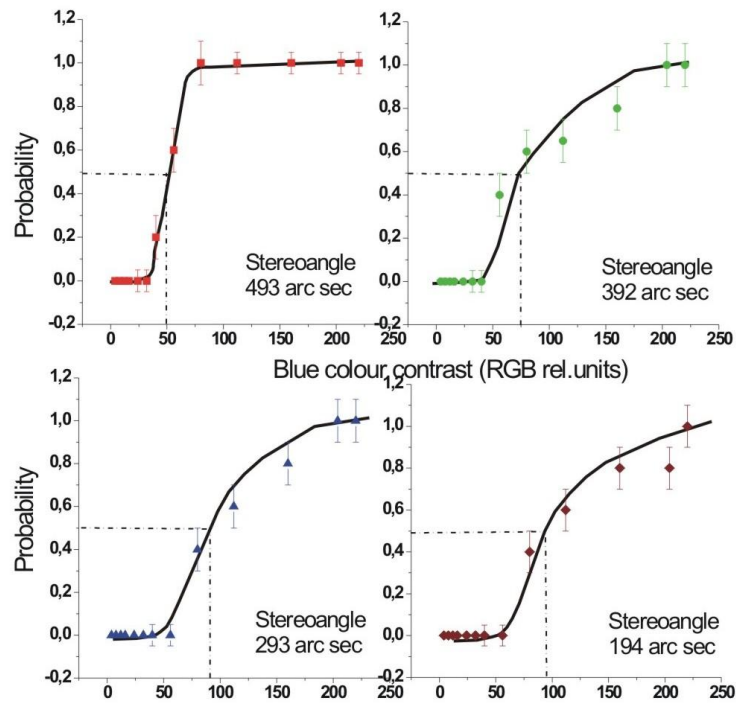 1,2
1,0
0,8
0,6
0,4
0,2
0,0
-0,2
0 50 100 150 200 250
Probability
Stereoangle
493 arc sec
1,2
1,0
0,8
0,6
0,4
0,2
0,0
-0,2
0 50 100 150 200 250
Stereoangle
392 arc sec
Blue colour contrast (RGB rel.units)
1,2
1,0
0,8
0,6
0,4
0,2
0,0
-0,2
0 50 100 150 200
Probability
Stereoangle
293 arc sec
1,2
1,0
0,8
0,6
0,4
0,2
0,0
-0,2
0 50 100 150 200 250
Stereoangle
194 arc sec